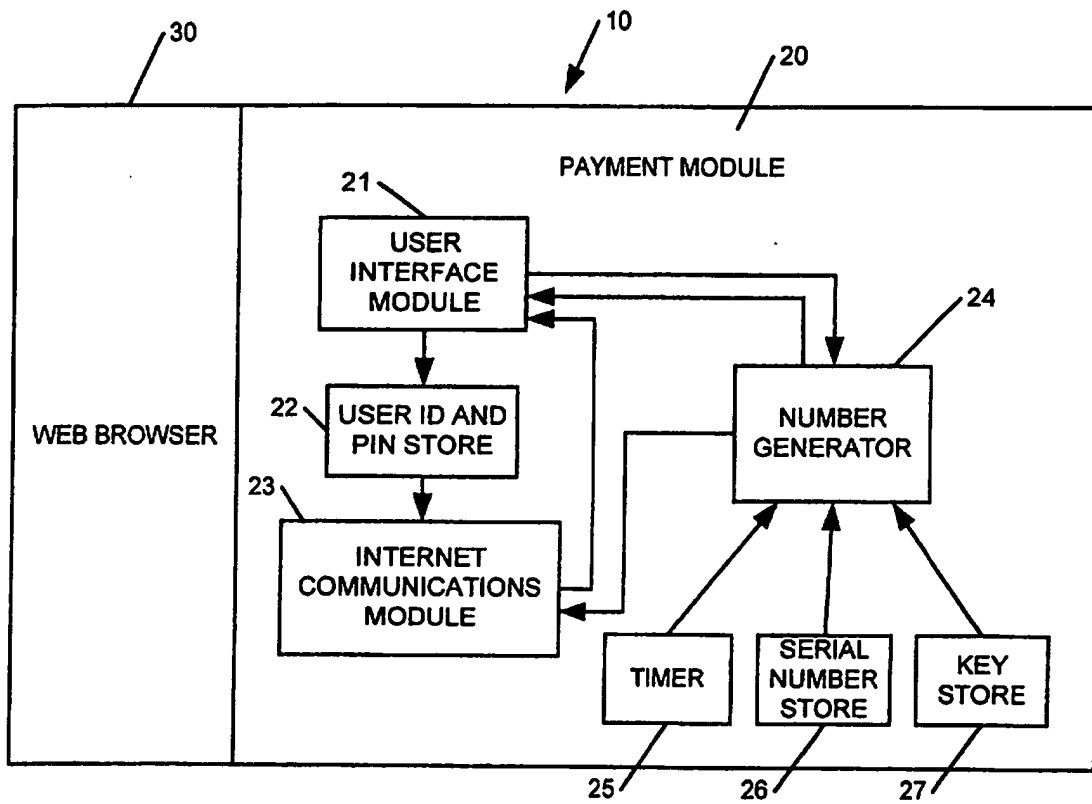 30
10
20
PAYMENT MODULE
21
USER
INTERFACE
MODULE
24
22
USER ID AND
PIN STORE
WEB BROWSER
NUMBER
GENERATOR
23
INTERNET
COMMUNICATIONS
MODULE
TIMER
SERIAL
NUMBER
STORE
KEY
STORE
25
26
27